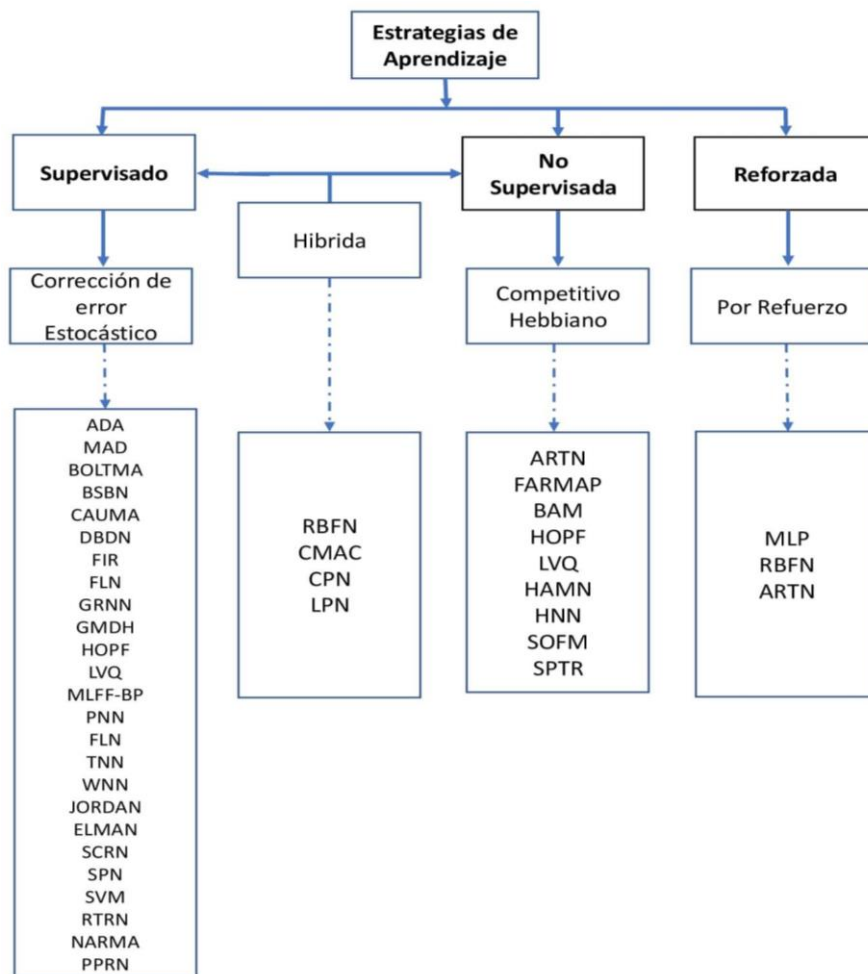 Estrategias de
Aprendizaje
Supervisado
No
Supervisada
Reforzada
Hibrida
Corrección de
error
Estocástico
Competitivo
Hebbiano
Por Refuerzo
ADA
MAD
BOLTMA
BSBN
CAUMA
DBDN
FIR
FLN
GRNN
GMDH
HOPF
LVQ
MLFF-BP
PNN
FLN
TNN
WNN
JORDAN
ELMAN
SCRN
SPN
SVM
RTRN
NARMA
PPRN
RBFN
CMAC
CPN
LPN
ARTN
FARMAP
BAM
HOPF
LVQ
HAMN
HNN
SOFM
SPTR
MLP
RBFN
ARTN